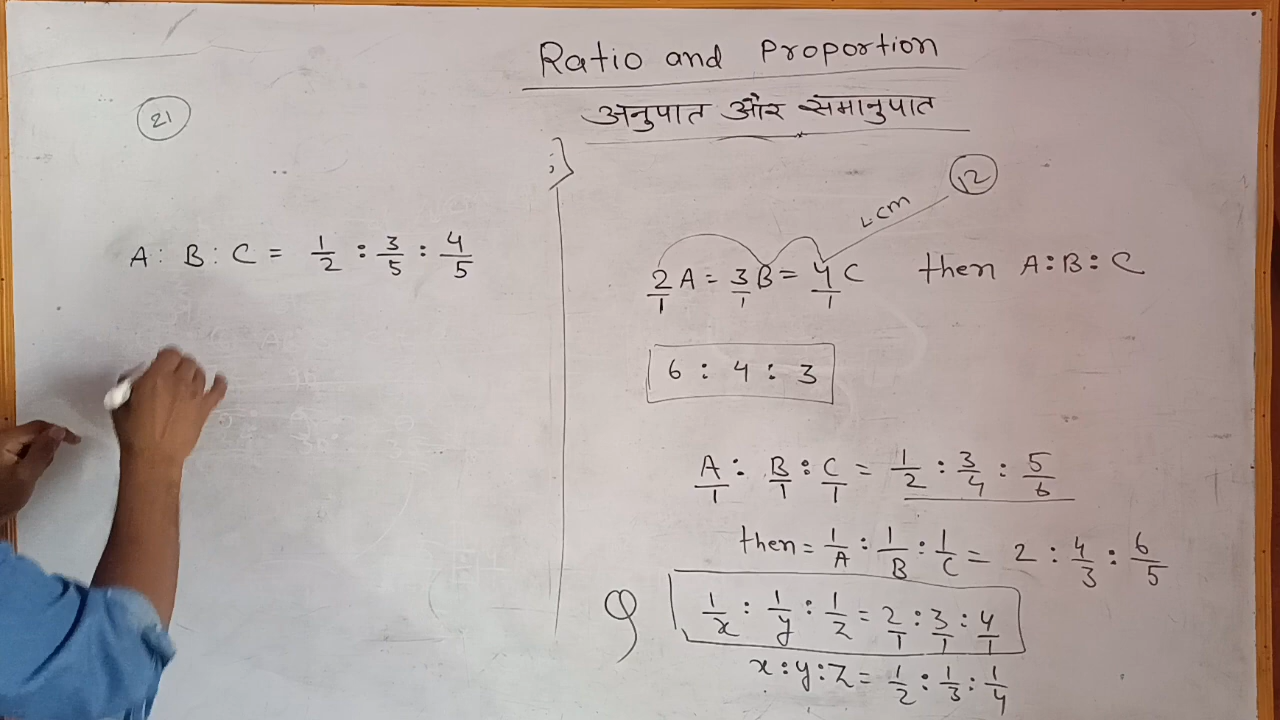 Ratio and Proportion
अनुपात और समानुपात
21
A : B : C = 1/2 : 3/5 : 4/5
12
LCM
2/1 A = 3/1 B = 4/1 C then A:B:C
6 : 4 : 3
A/1 : B/1 : C/1 = 1/2 : 3/4 : 5/6
then = 1/A : 1/B : 1/C = 2 : 4/3 : 6/5
Q 1/x : 1/y : 1/z = 2/1 : 3/1 : 4/1
x:y:z = 1/2 : 1/3 : 1/4